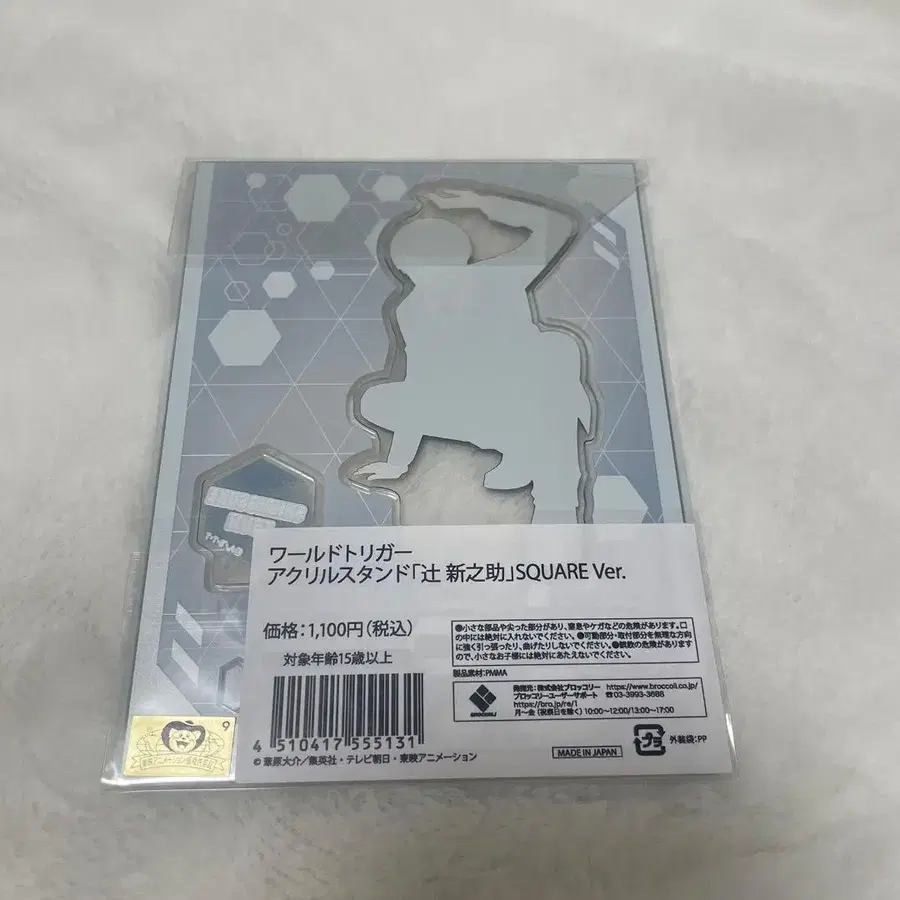 ワールドトリガー
アクリルスタンド「辻 新之助」SQUARE Ver.
価格：1,100円（税込）
対象年齢15歳以上
4 510417 555131
©葦原大介／集英社・テレビ朝日・東映アニメーション
●小さな部品や尖った部分があり、窒息やケガなどの危険があります。口
の中には絶対に入れないでください。●可動部分・取付部分を無理な方向
に強く引っ張ったり、曲げたりしないでください。●誤飲の危険があります
ので、小さなお子様には絶対にあたえないでください。
製品素材：PMMA
BROCCOLI
発売元：株式会社ブロッコリー https://www.broccoli.co.jp/
ブロッコリーユーザーサポート ☎03-3993-3688
https://bro.jp/re/1
月〜金（祝祭日を除く）10:00〜12:00/13:00〜17:00
MADE IN JAPAN
プラ
外装袋：PP
9